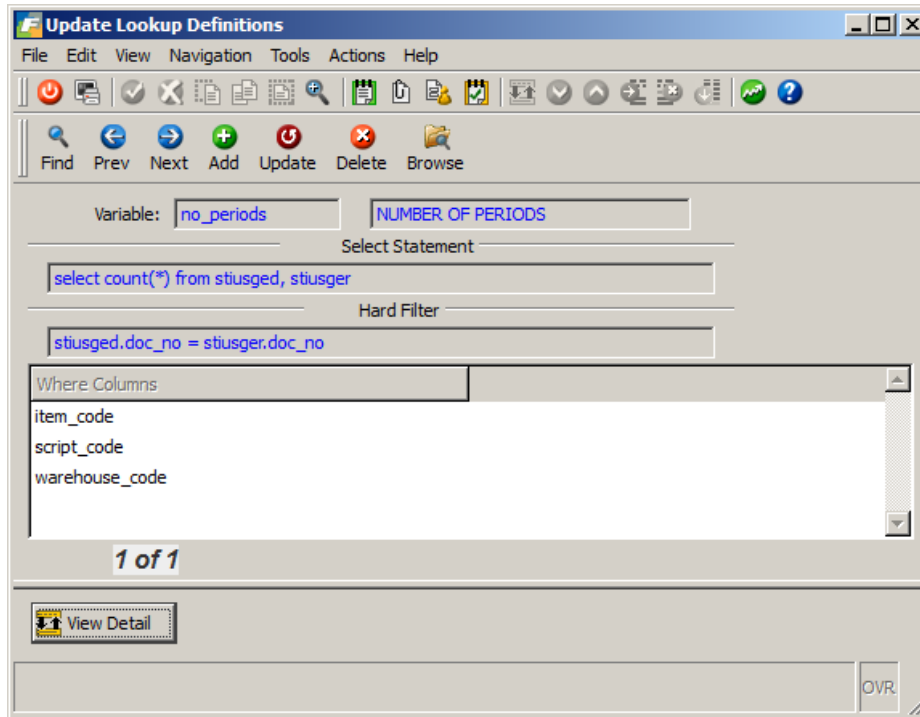 Update Lookup Definitions
File Edit View Navigation Tools Actions Help
Find Prev Next Add Update Delete Browse
Variable: no_periods NUMBER OF PERIODS
Select Statement
select count(*) from stiusged, stiusger
Hard Filter
stiusged.doc_no = stiusger.doc_no
Where Columns
item_code
script_code
warehouse_code
1 of 1
View Detail
OVR